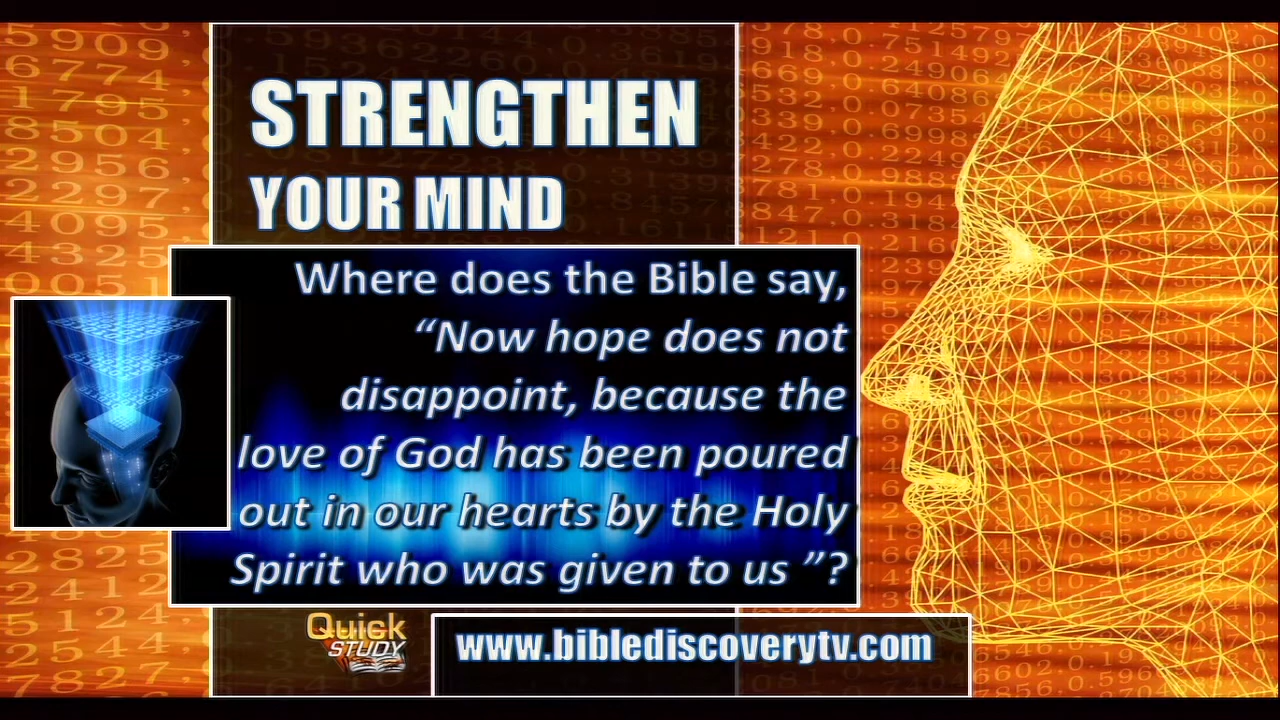 STRENGTHEN
YOUR MIND
Where does the Bible say,
“Now hope does not
disappoint, because the
love of God has been poured
out in our hearts by the Holy
Spirit who was given to us ”?
Quick
STUDY
www.biblediscoverytv.com